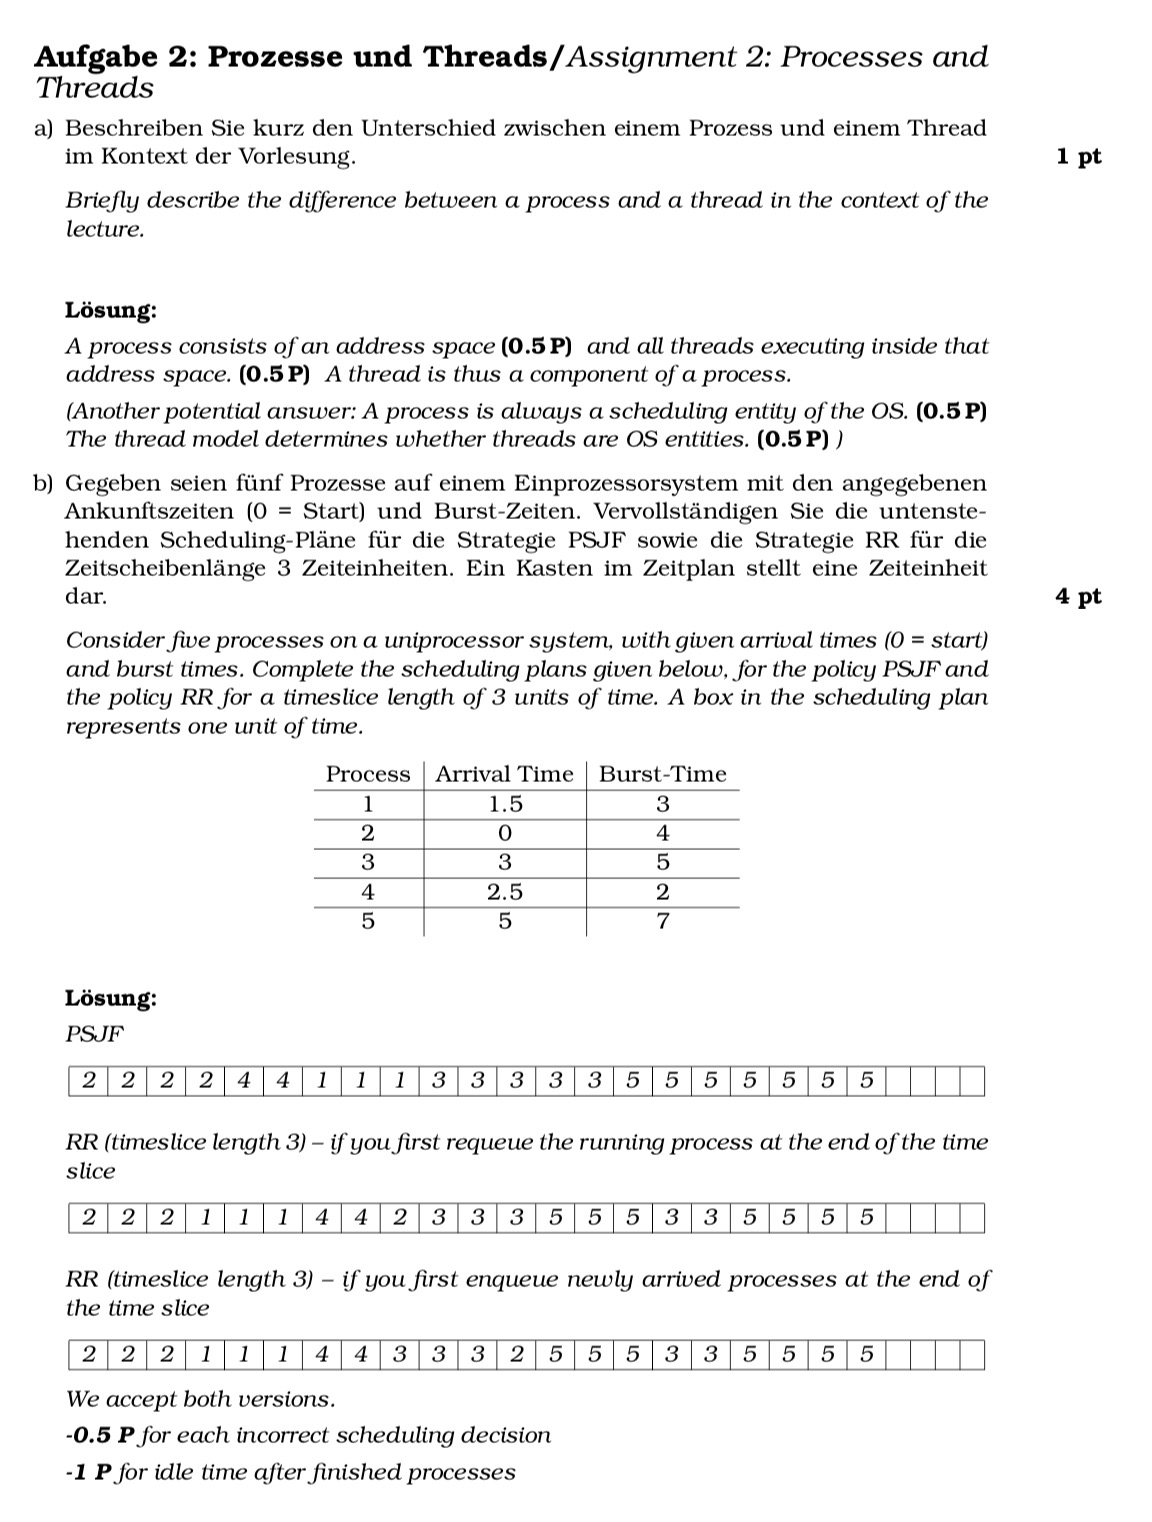 Aufgabe 2: Prozesse und Threads/Assignment 2: Processes and
Threads
a) Beschreiben Sie kurz den Unterschied zwischen einem Prozess und einem Thread
im Kontext der Vorlesung. 1 pt
Briefly describe the difference between a process and a thread in the context of the
lecture.
Lösung:
A process consists of an address space (0.5 P) and all threads executing inside that
address space. (0.5 P) A thread is thus a component of a process.
(Another potential answer: A process is always a scheduling entity of the OS. (0.5 P)
The thread model determines whether threads are OS entities. (0.5 P) )
b) Gegeben seien fünf Prozesse auf einem Einprozessorsystem mit den angegebenen
Ankunftszeiten (0 = Start) und Burst-Zeiten. Vervollständigen Sie die untenste-
henden Scheduling-Pläne für die Strategie PSJF sowie die Strategie RR für die
Zeitscheibenlänge 3 Zeiteinheiten. Ein Kasten im Zeitplan stellt eine Zeiteinheit
dar. 4 pt
Consider five processes on a uniprocessor system, with given arrival times (0 = start)
and burst times. Complete the scheduling plans given below, for the policy PSJF and
the policy RR for a timeslice length of 3 units of time. A box in the scheduling plan
represents one unit of time.
Process Arrival Time Burst-Time
1 1.5 3
2 0 4
3 3 5
4 2.5 2
5 5 7
Lösung:
PSJF
2 2 2 2 4 4 1 1 1 3 3 3 3 3 5 5 5 5 5 5 5
RR (timeslice length 3) – if you first requeue the running process at the end of the time
slice
2 2 2 1 1 1 4 4 2 3 3 3 5 5 5 3 3 5 5 5 5
RR (timeslice length 3) – if you first enqueue newly arrived processes at the end of
the time slice
2 2 2 1 1 1 4 4 3 3 3 2 5 5 5 3 3 5 5 5 5
We accept both versions.
-0.5 P for each incorrect scheduling decision
-1 P for idle time after finished processes